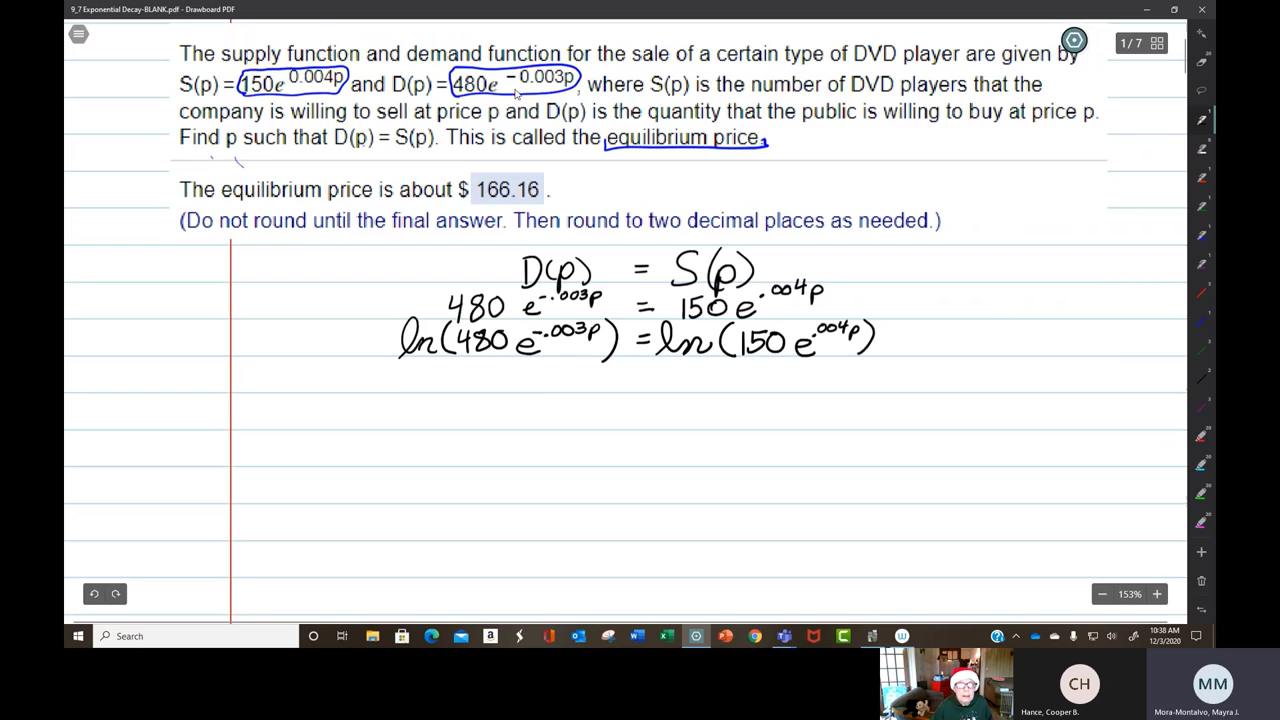 9_7 Exponential Decay-BLANK.pdf - Drawboard PDF
1/7
The supply function and demand function for the sale of a certain type of DVD player are given by
S(p) = 150e^0.004p and D(p) = 480e^−0.003p, where S(p) is the number of DVD players that the
company is willing to sell at price p and D(p) is the quantity that the public is willing to buy at price p.
Find p such that D(p) = S(p). This is called the equilibrium price.
The equilibrium price is about $ 166.16 .
(Do not round until the final answer. Then round to two decimal places as needed.)
D(p) = S(p)
480 e^-.003p = 150 e^.004p
ln(480 e^-.003p) = ln(150 e^.004p)
153%
Search
10:38 AM
12/3/2020
CH
MM
Hance, Cooper B.
Mora-Montalvo, Mayra J.